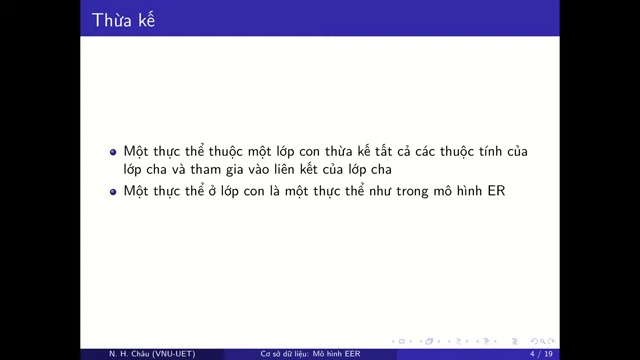 Thừa kế
Một thực thể thuộc một lớp con thừa kế tất cả các thuộc tính của
lớp cha và tham gia vào liên kết của lớp cha
Một thực thể ở lớp con là một thực thể như trong mô hình ER
N. H. Châu (VNU-UET)
Cơ sở dữ liệu: Mô hình EER
4 / 19